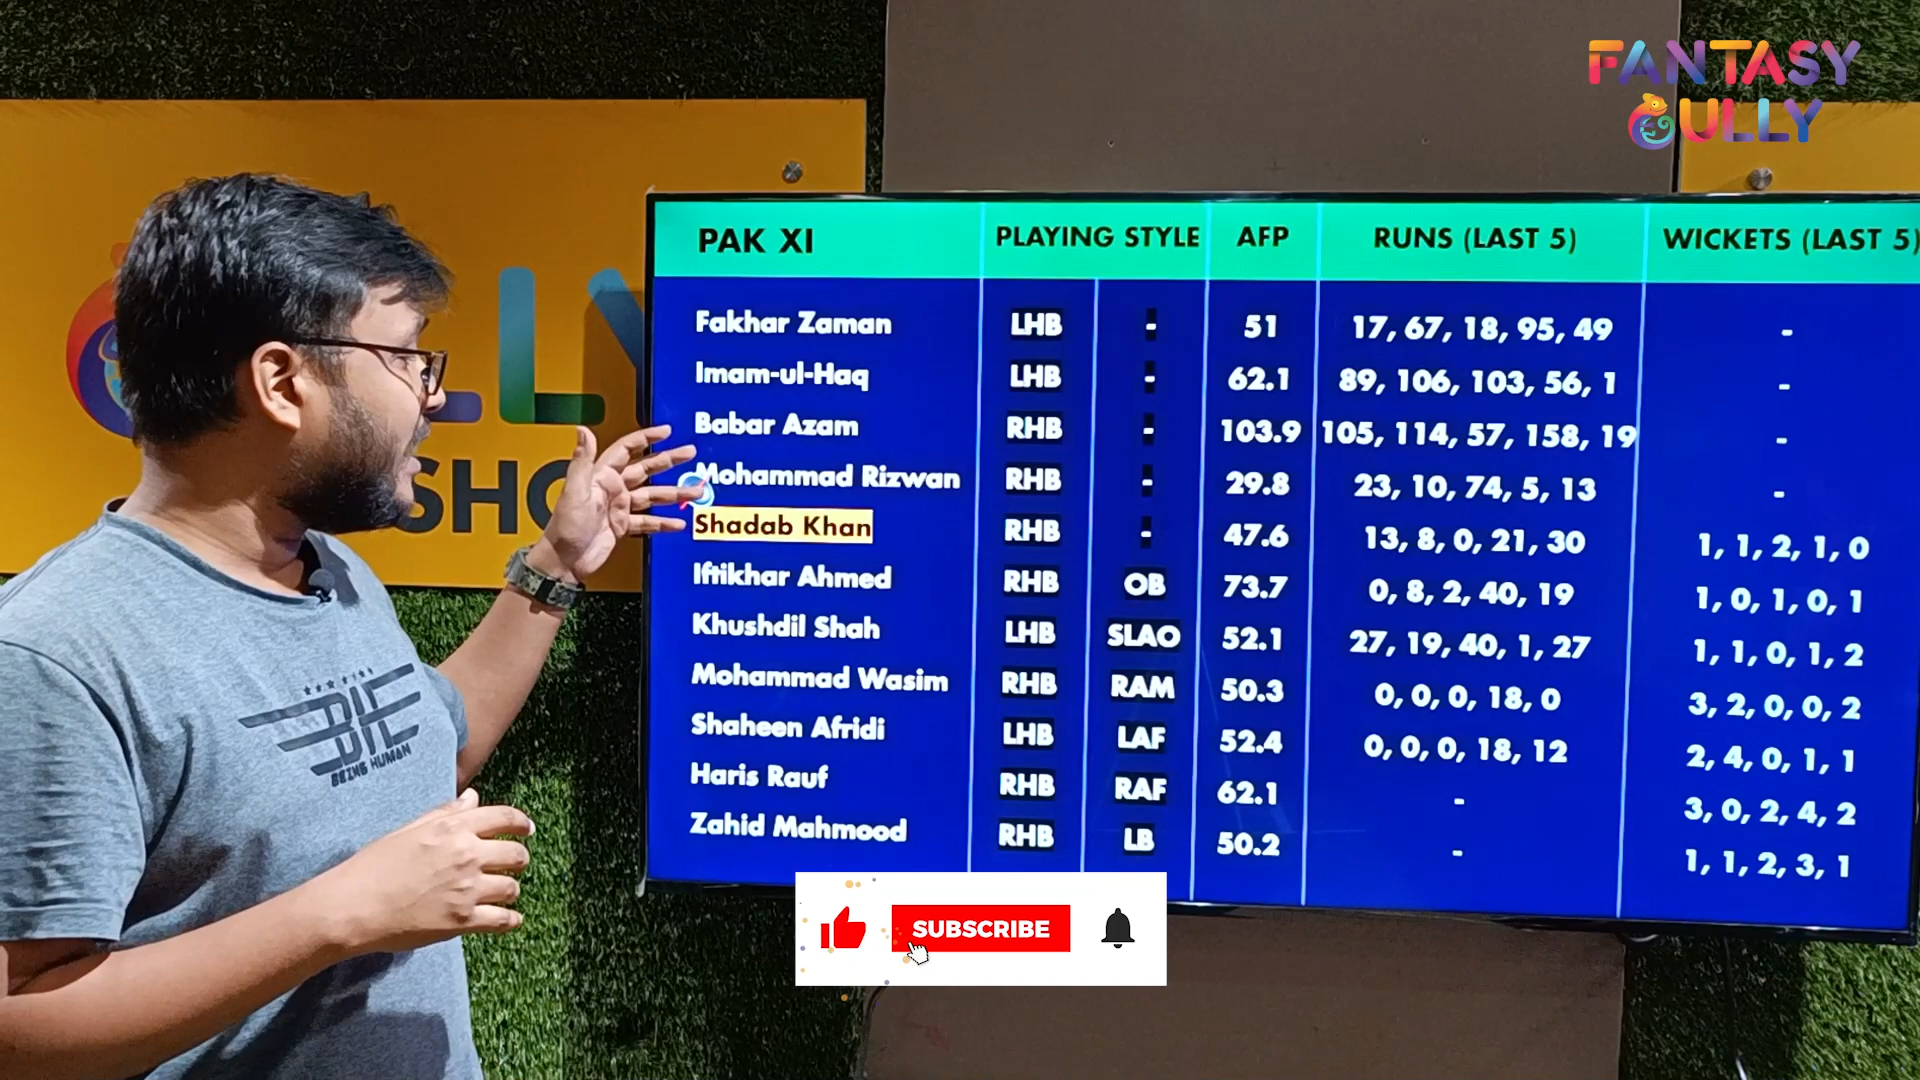 FANTASY
GULLY
LLY
SHO
PAK XI PLAYING STYLE AFP RUNS (LAST 5) WICKETS (LAST 5)
Fakhar Zaman LHB - 51 17, 67, 18, 95, 49 -
Imam-ul-Haq LHB - 62.1 89, 106, 103, 56, 1 -
Babar Azam RHB - 103.9 105, 114, 57, 158, 19 -
Mohammad Rizwan RHB - 29.8 23, 10, 74, 5, 13 -
Shadab Khan RHB - 47.6 13, 8, 0, 21, 30 1, 1, 2, 1, 0
Iftikhar Ahmed RHB OB 73.7 0, 8, 2, 40, 19 1, 0, 1, 0, 1
Khushdil Shah LHB SLAO 52.1 27, 19, 40, 1, 27 1, 1, 0, 1, 2
Mohammad Wasim RHB RAM 50.3 0, 0, 0, 18, 0 3, 2, 0, 0, 2
Shaheen Afridi LHB LAF 52.4 0, 0, 0, 18, 12 2, 4, 0, 1, 1
Haris Rauf RHB RAF 62.1 - 3, 0, 2, 4, 2
Zahid Mahmood RHB LB 50.2 - 1, 1, 2, 3, 1
BEING HUMAN
SUBSCRIBE